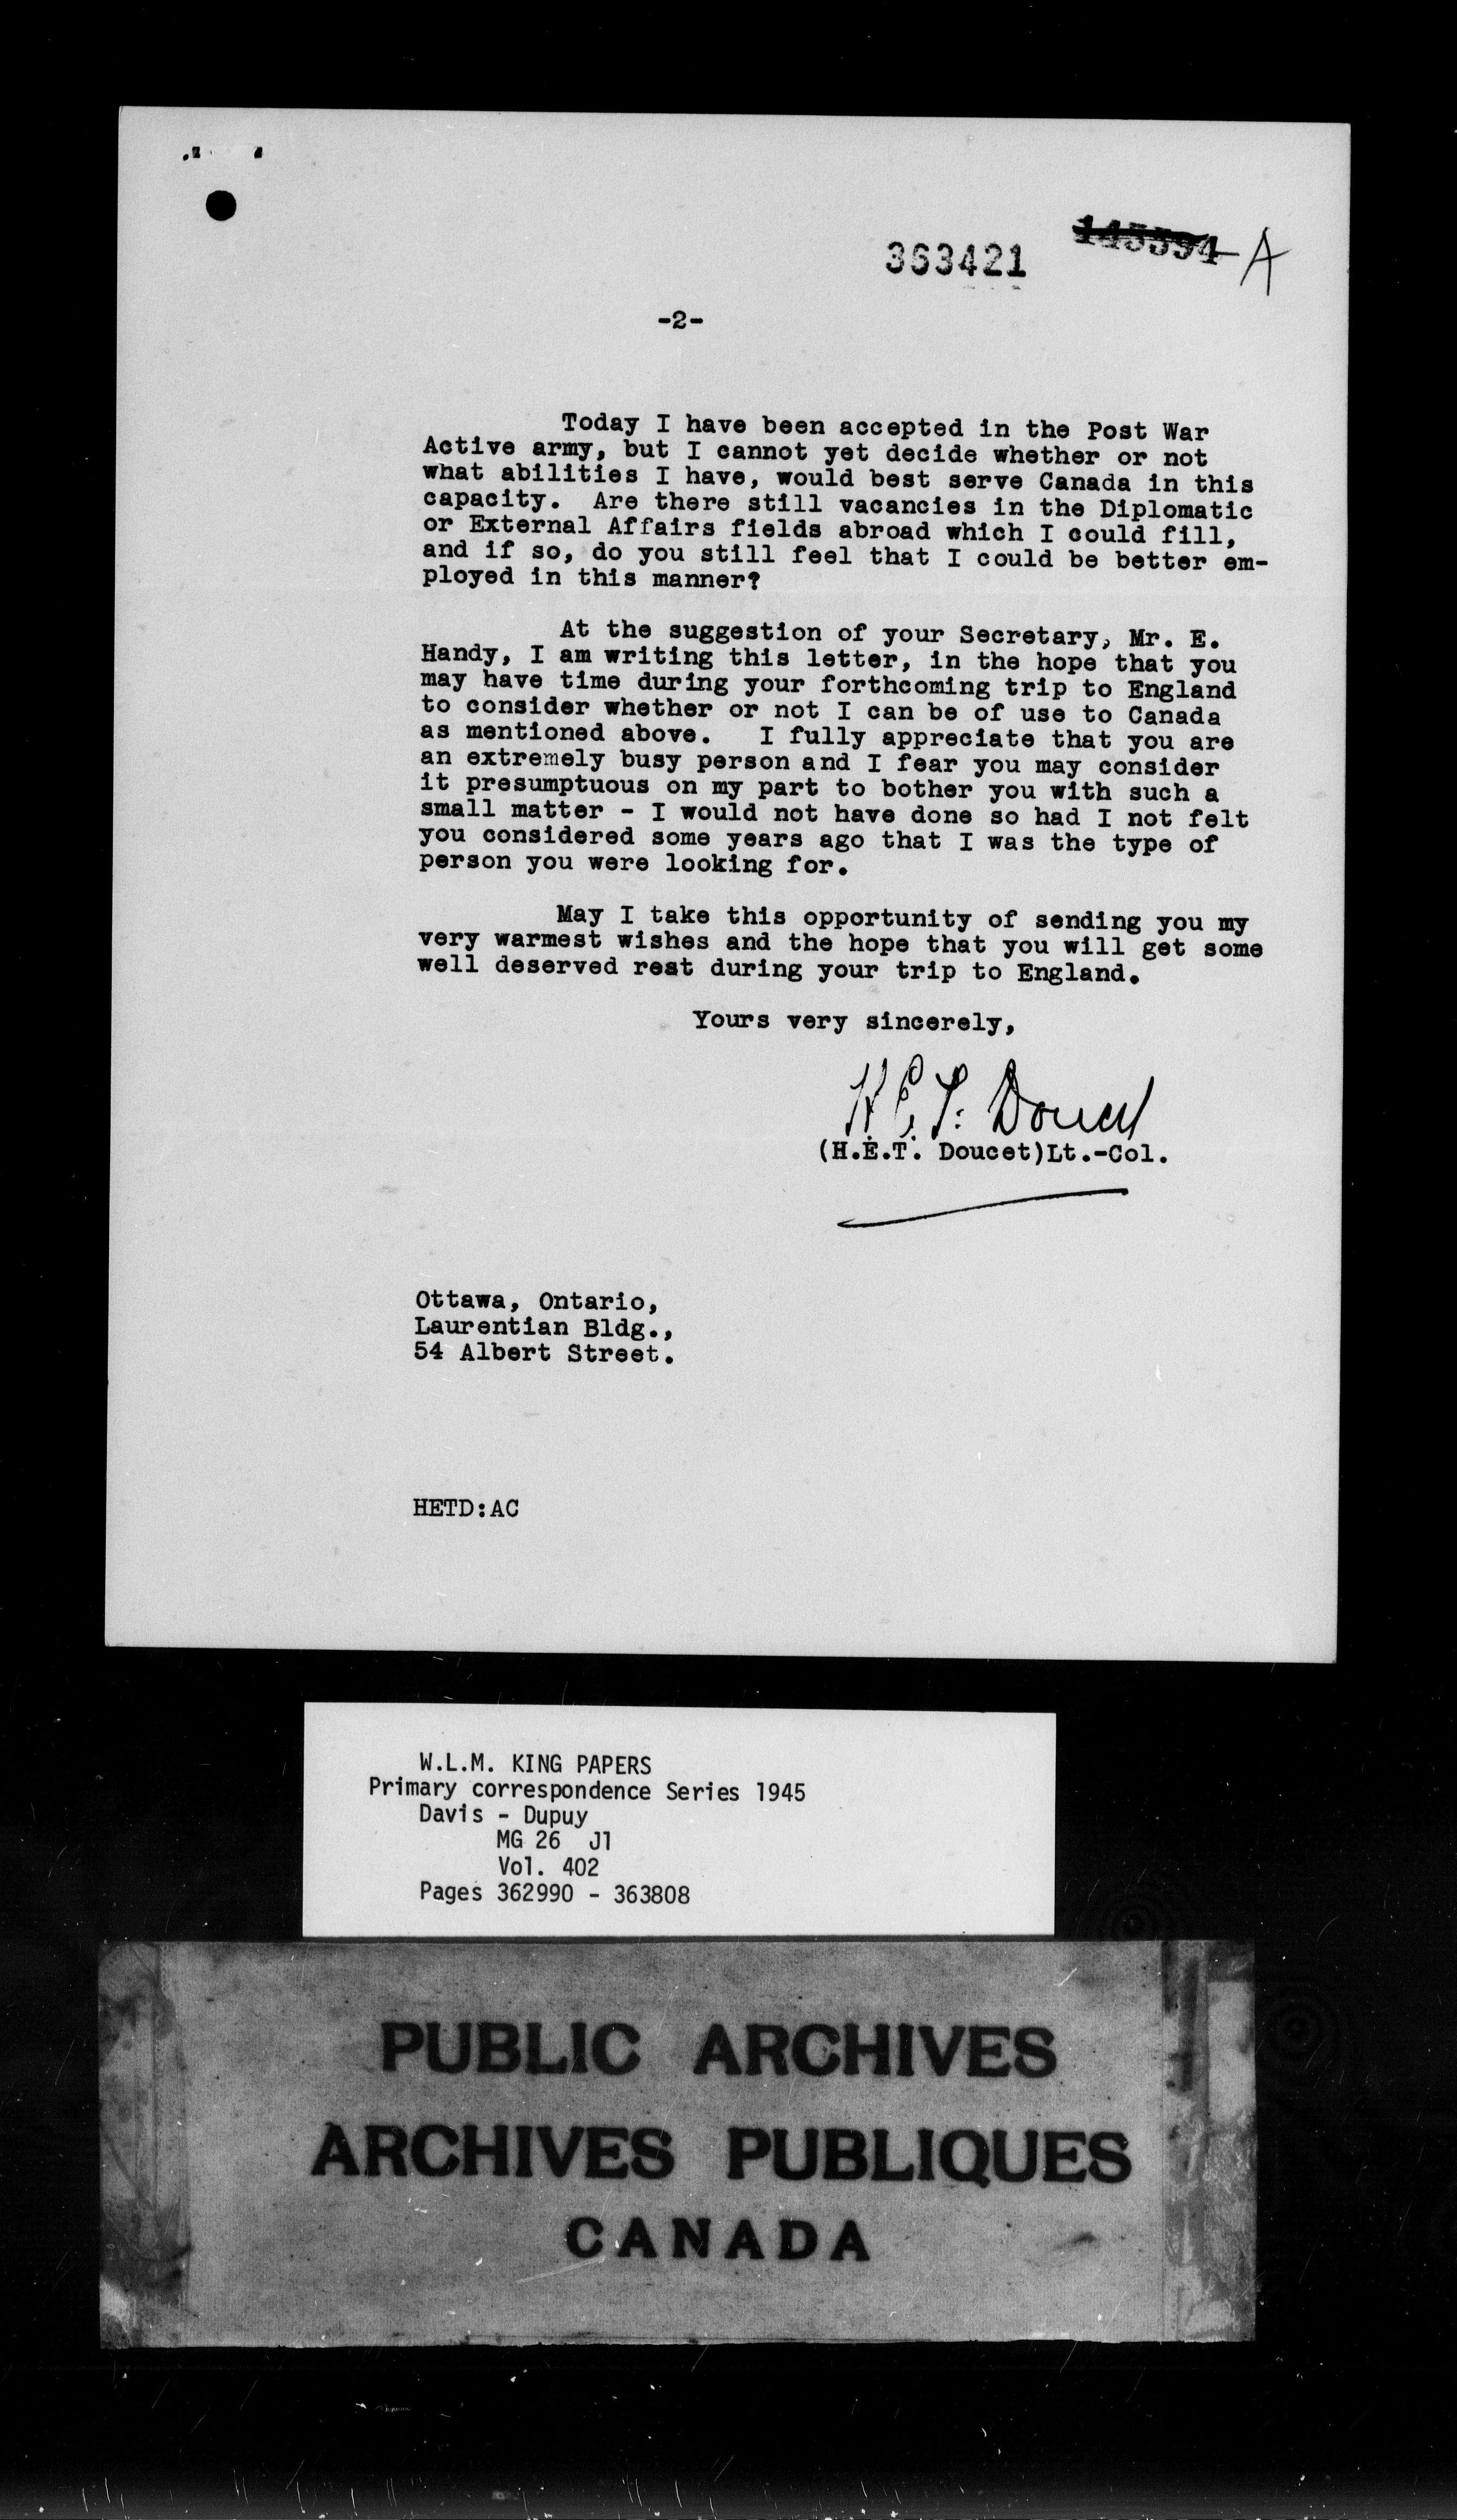 363421
145394-A
-2-
Today I have been accepted in the Post War
Active army, but I cannot yet decide whether or not
what abilities I have, would best serve Canada in this
capacity. Are there still vacancies in the Diplomatic
or External Affairs fields abroad which I could fill,
and if so, do you still feel that I could be better em-
ployed in this manner?
At the suggestion of your Secretary, Mr. E.
Handy, I am writing this letter, in the hope that you
may have time during your forthcoming trip to England
to consider whether or not I can be of use to Canada
as mentioned above. I fully appreciate that you are
an extremely busy person and I fear you may consider
it presumptuous on my part to bother you with such a
small matter - I would not have done so had I not felt
you considered some years ago that I was the type of
person you were looking for.
May I take this opportunity of sending you my
very warmest wishes and the hope that you will get some
well deserved rest during your trip to England.
Yours very sincerely,
H.E.T. Doucet
(H.E.T. Doucet)Lt.-Col.
Ottawa, Ontario,
Laurentian Bldg.,
54 Albert Street.
HETD:AC
W.L.M. KING PAPERS
Primary correspondence Series 1945
Davis - Dupuy
MG 26 J1
Vol. 402
Pages 362990 - 363808
PUBLIC ARCHIVES
ARCHIVES PUBLIQUES
CANADA